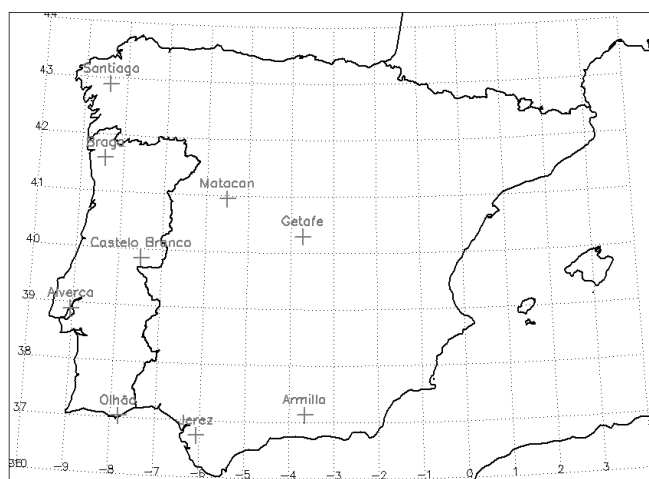 44
43
Santiago
42
Braga
41
Matacan
Getafe
40
Castelo Branco
Alverca
39
38
Olhão
Armilla
37
Jerez
-9 -8 -7 -6 -5 -4 -3 -2 -1 0 1 2 3